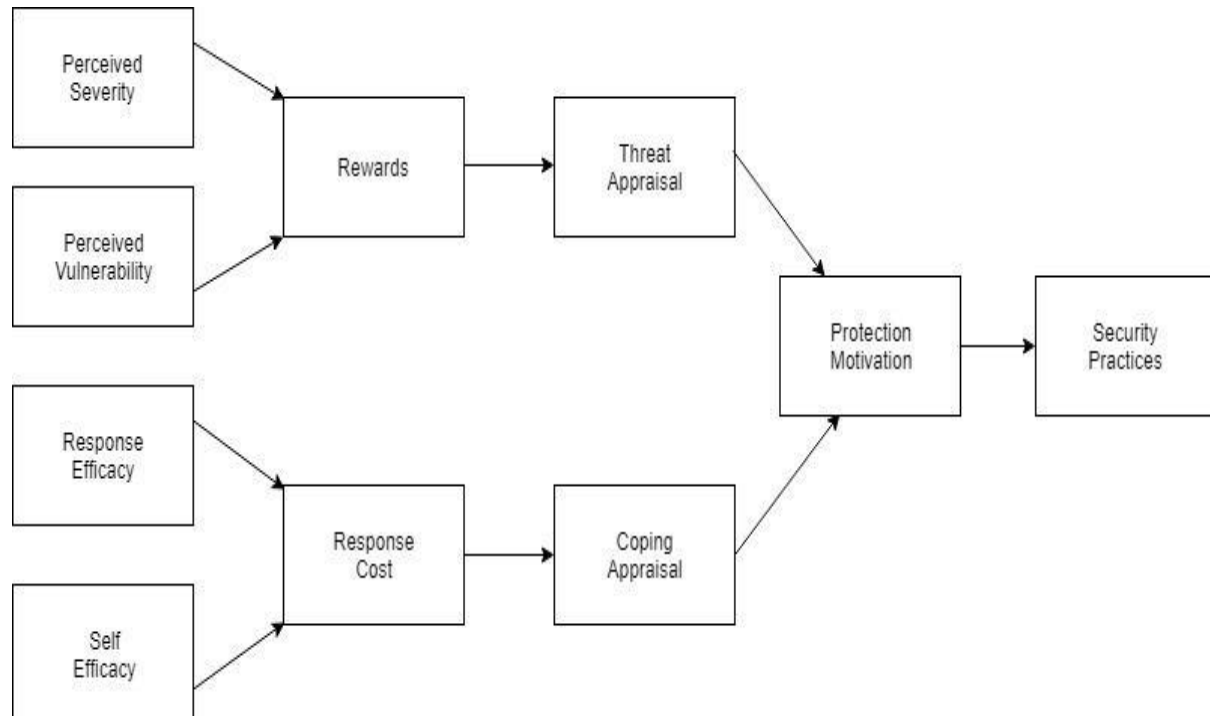 Perceived
Severity
Rewards
Threat
Appraisal
Perceived
Vulnerability
Protection
Motivation
Security
Practices
Response
Efficacy
Response
Cost
Coping
Appraisal
Self
Efficacy